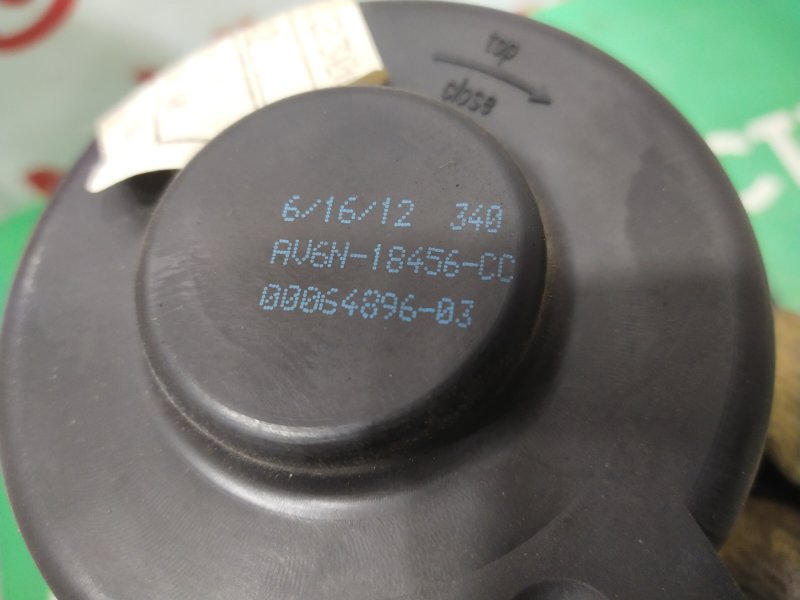 top
close
6/16/12 340
AV6N-18456-CC
00064896-03